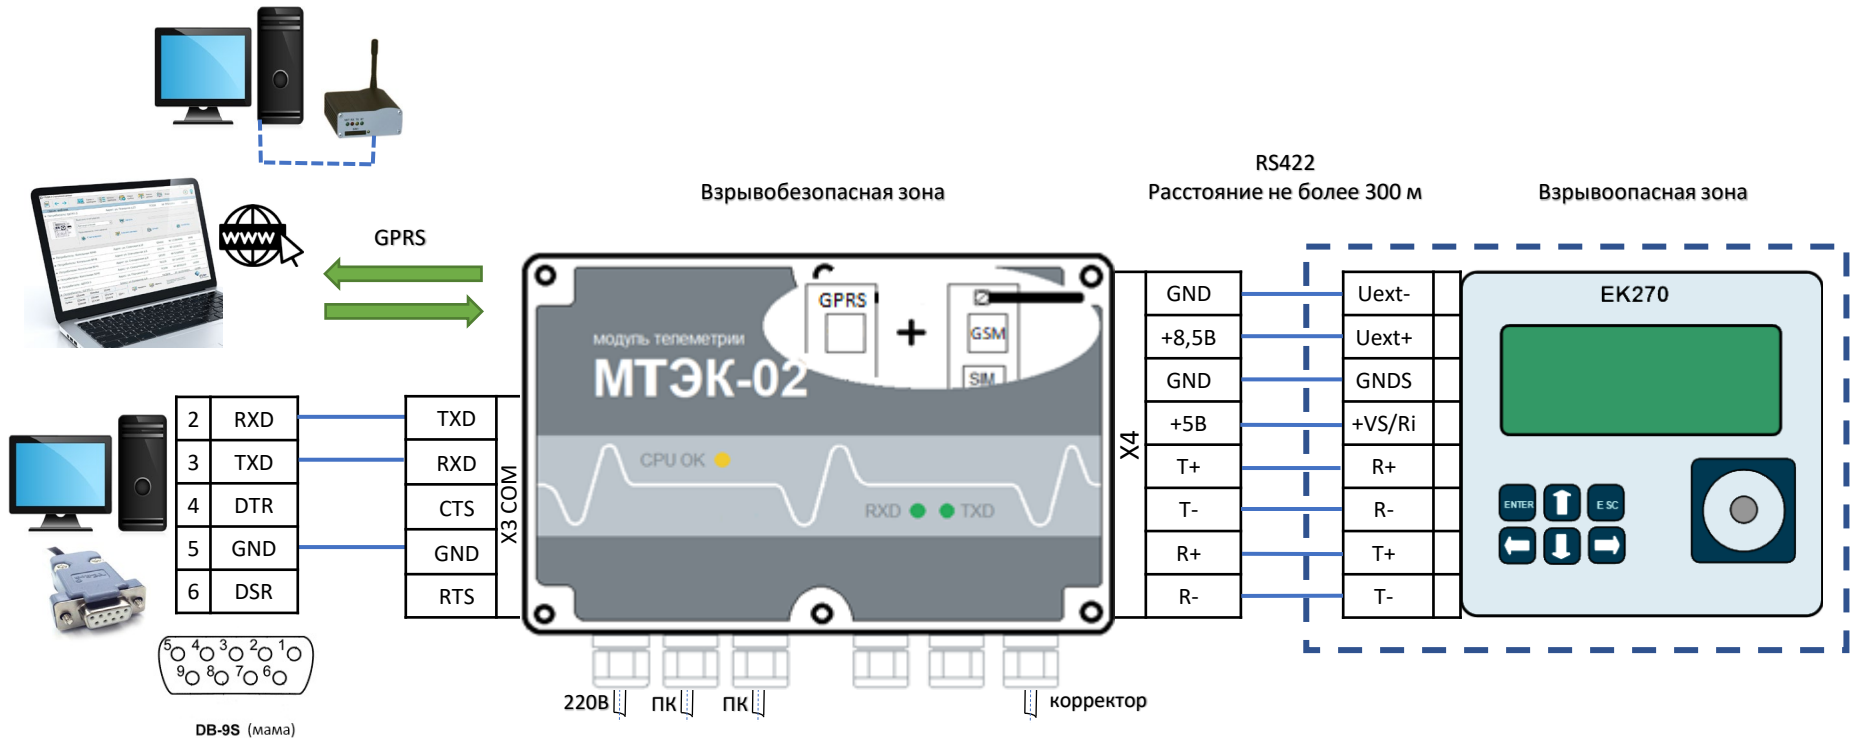 RS422
Расстояние не более 300 м
Взрывобезопасная зона
Взрывоопасная зона
www
GPRS
GPRS
+
GSM
SIM
модуль телеметрии
МТЭК-02
CPU OK
RXD
TXD
2 RXD
3 TXD
4 DTR
5 GND
6 DSR
TXD
RXD
CTS
GND
RTS
X3 COM
X4
GND
+8,5В
GND
+5В
T+
T-
R+
R-
Uext-
Uext+
GNDS
+VS/Ri
R+
R-
T+
T-
EK270
ENTER
ESC
5 4 3 2 1
9 8 7 6
DB-9S (мама)
220В
ПК
ПК
корректор